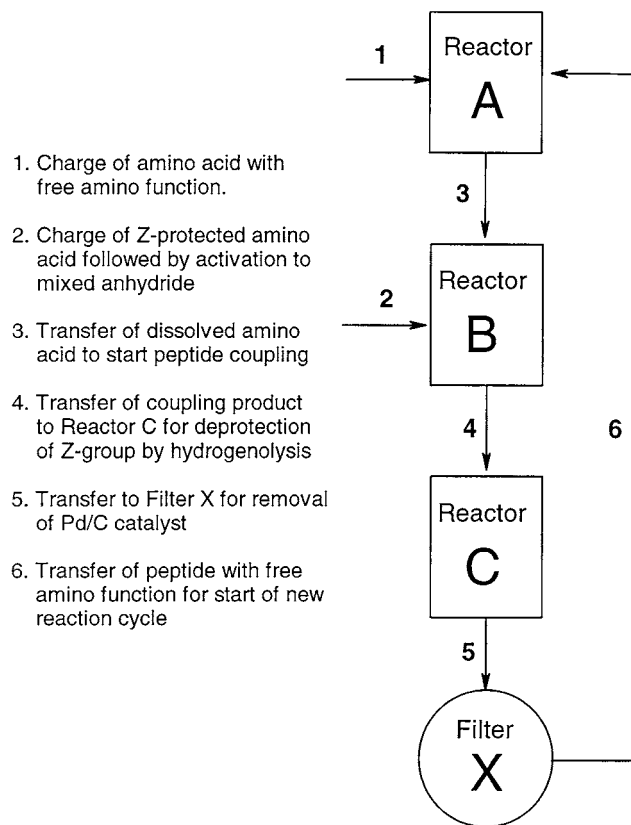 1. Charge of amino acid with
free amino function.
2. Charge of Z-protected amino
acid followed by activation to
mixed anhydride
3. Transfer of dissolved amino
acid to start peptide coupling
4. Transfer of coupling product
to Reactor C for deprotection
of Z-group by hydrogenolysis
5. Transfer to Filter X for removal
of Pd/C catalyst
6. Transfer of peptide with free
amino function for start of new
reaction cycle
1
Reactor
A
3
2
Reactor
B
4
6
Reactor
C
5
Filter
X